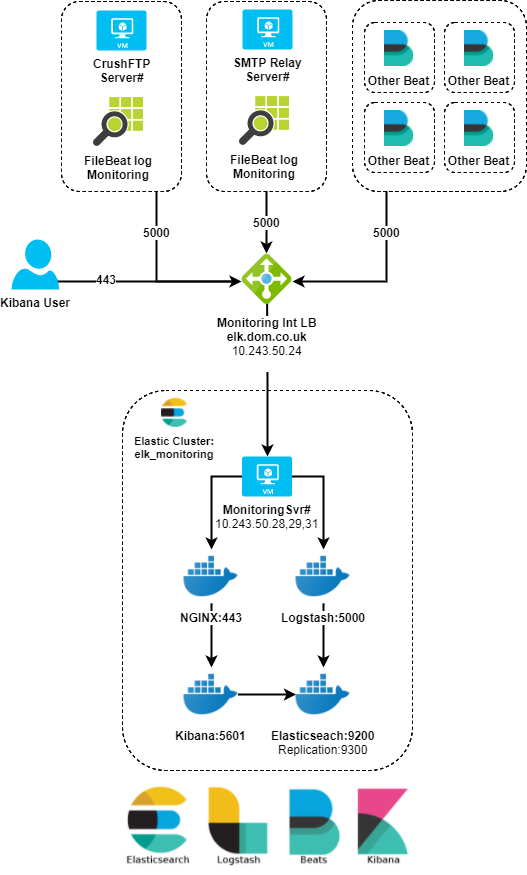 VM
CrushFTP
Server#
FileBeat log
Monitoring
VM
SMTP Relay
Server#
FileBeat log
Monitoring
Other Beat
Other Beat
Other Beat
Other Beat
5000
5000
5000
Kibana User
443
Monitoring Int LB
elk.dom.co.uk
10.243.50.24
Elastic Cluster:
elk_monitoring
VM
MonitoringSvr#
10.243.50.28,29,31
NGINX:443
Logstash:5000
Kibana:5601
Elasticseach:9200
Replication:9300
Elasticsearch
Logstash
Beats
Kibana